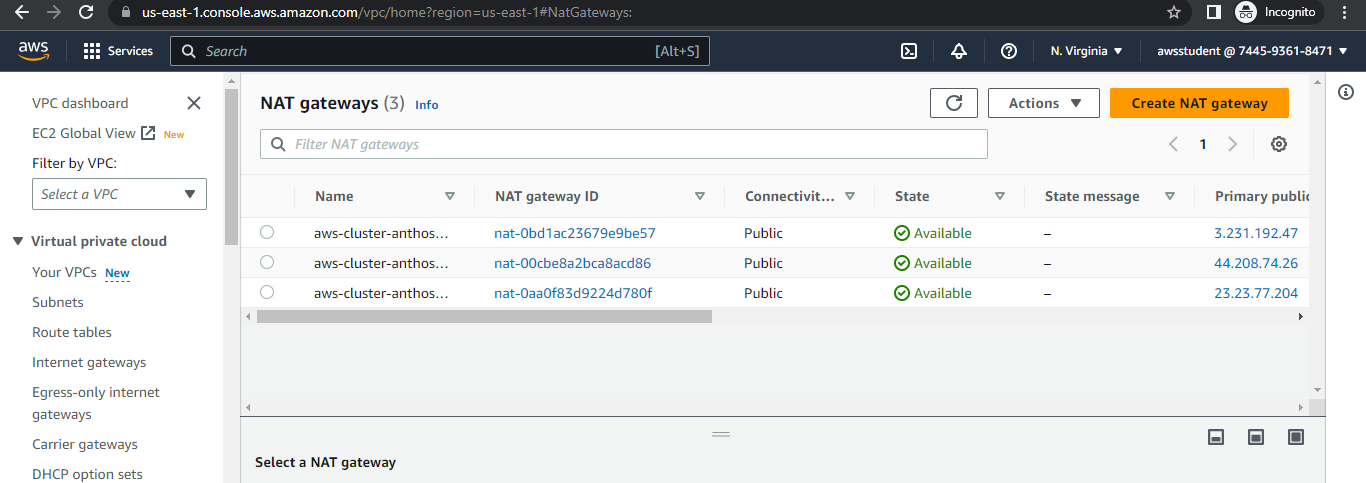 us-east-1.console.aws.amazon.com/vpc/home?region=us-east-1#NatGateways:
Incognito
aws
Services
Search
[Alt+S]
N. Virginia
awsstudent @ 7445-9361-8471
VPC dashboard
EC2 Global View New
Filter by VPC:
Select a VPC
Virtual private cloud
Your VPCs New
Subnets
Route tables
Internet gateways
Egress-only internet
gateways
Carrier gateways
DHCP option sets
NAT gateways (3) Info
Actions
Create NAT gateway
Filter NAT gateways
1
Name NAT gateway ID Connectivit... State State message Primary public
aws-cluster-anthos... nat-0bd1ac23679e9be57 Public Available – 3.231.192.47
aws-cluster-anthos... nat-00cbe8a2bca8acd86 Public Available – 44.208.74.26
aws-cluster-anthos... nat-0aa0f83d9224d780f Public Available – 23.23.77.204
Select a NAT gateway